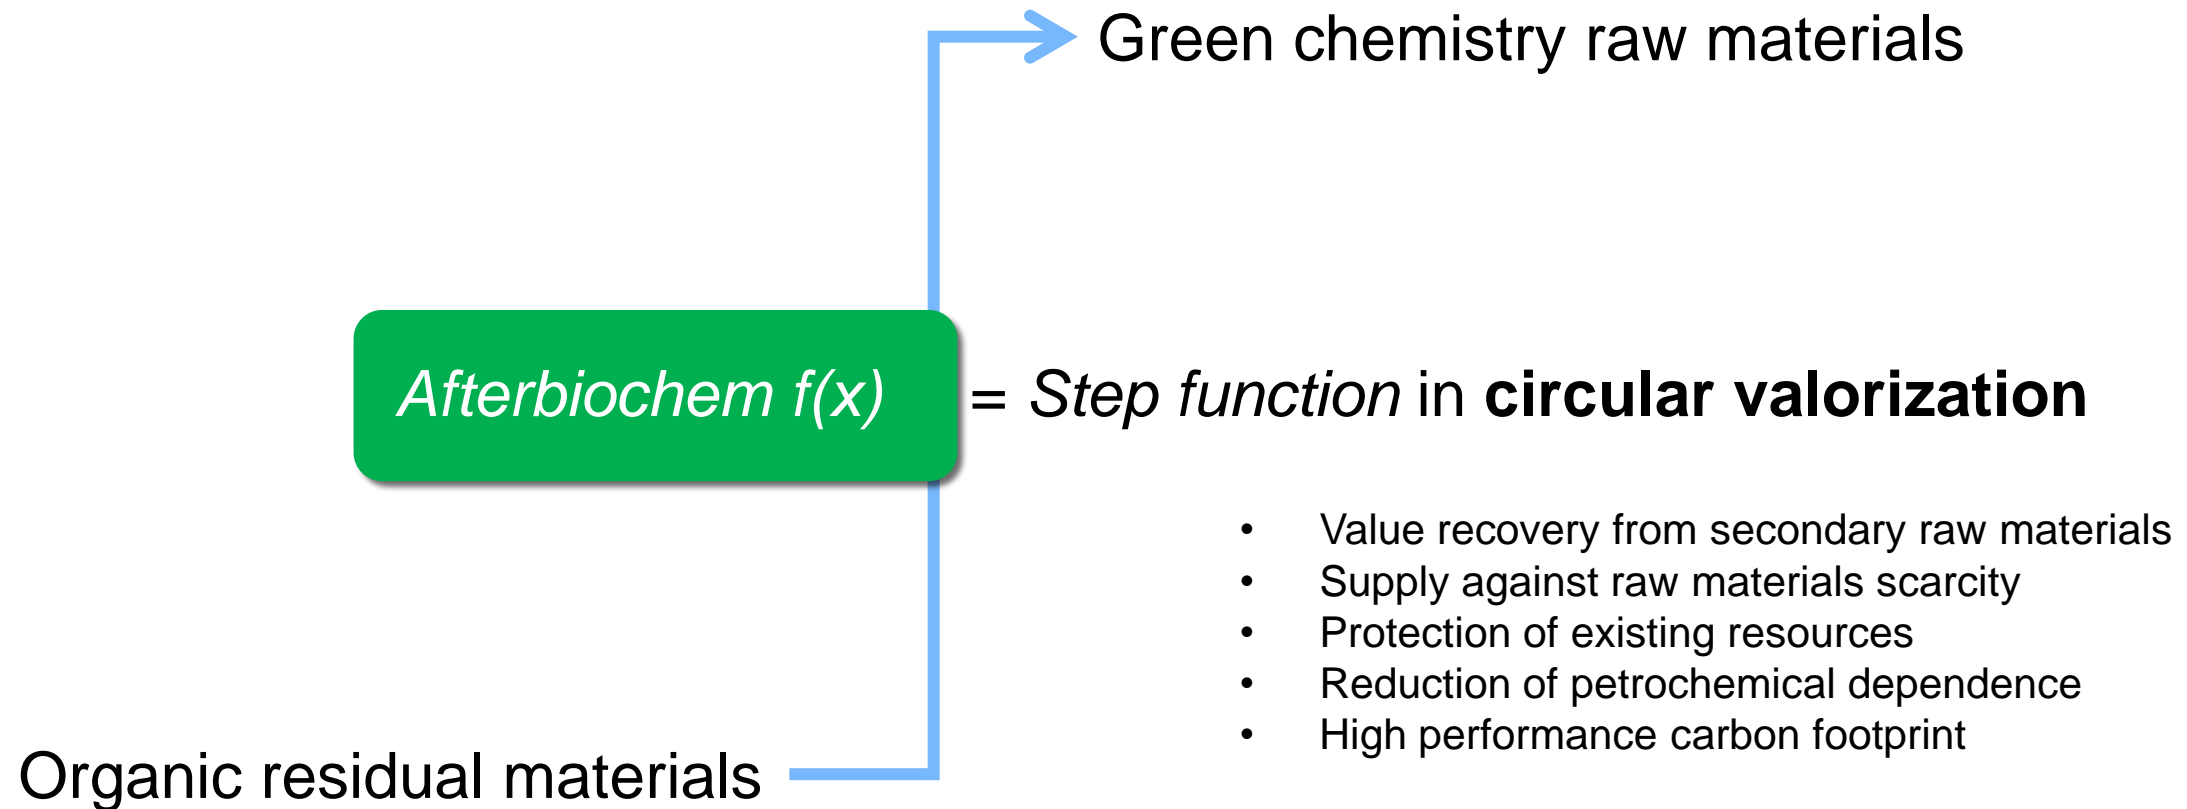 Green chemistry raw materials
Afterbiochem f(x) = Step function in circular valorization
• Value recovery from secondary raw materials
• Supply against raw materials scarcity
• Protection of existing resources
• Reduction of petrochemical dependence
• High performance carbon footprint
Organic residual materials